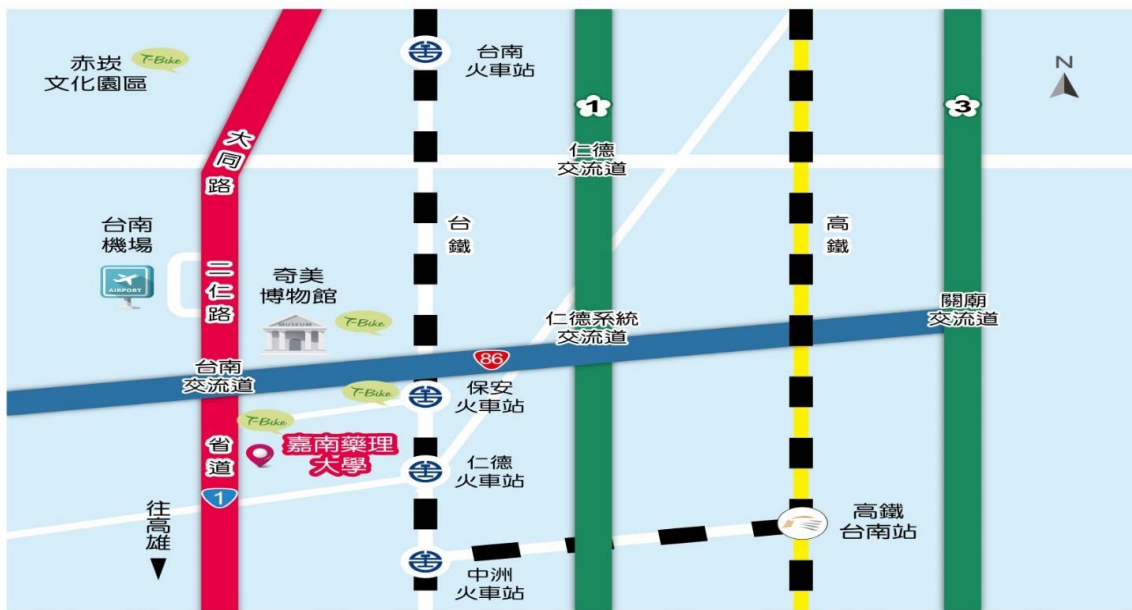 赤崁
文化園區
T-Bike
台南
火車站
N
1
3
大同路
仁德
交流道
台南
機場
AIRPORT
二仁路
台鐵
高鐵
奇美
博物館
MUSEUM
T-Bike
仁德系統
交流道
關廟
交流道
台南
交流道
86
T-Bike
保安
火車站
T-Bike
省道
1
嘉南藥理
大學
仁德
火車站
往高雄
高鐵
台南站
中洲
火車站